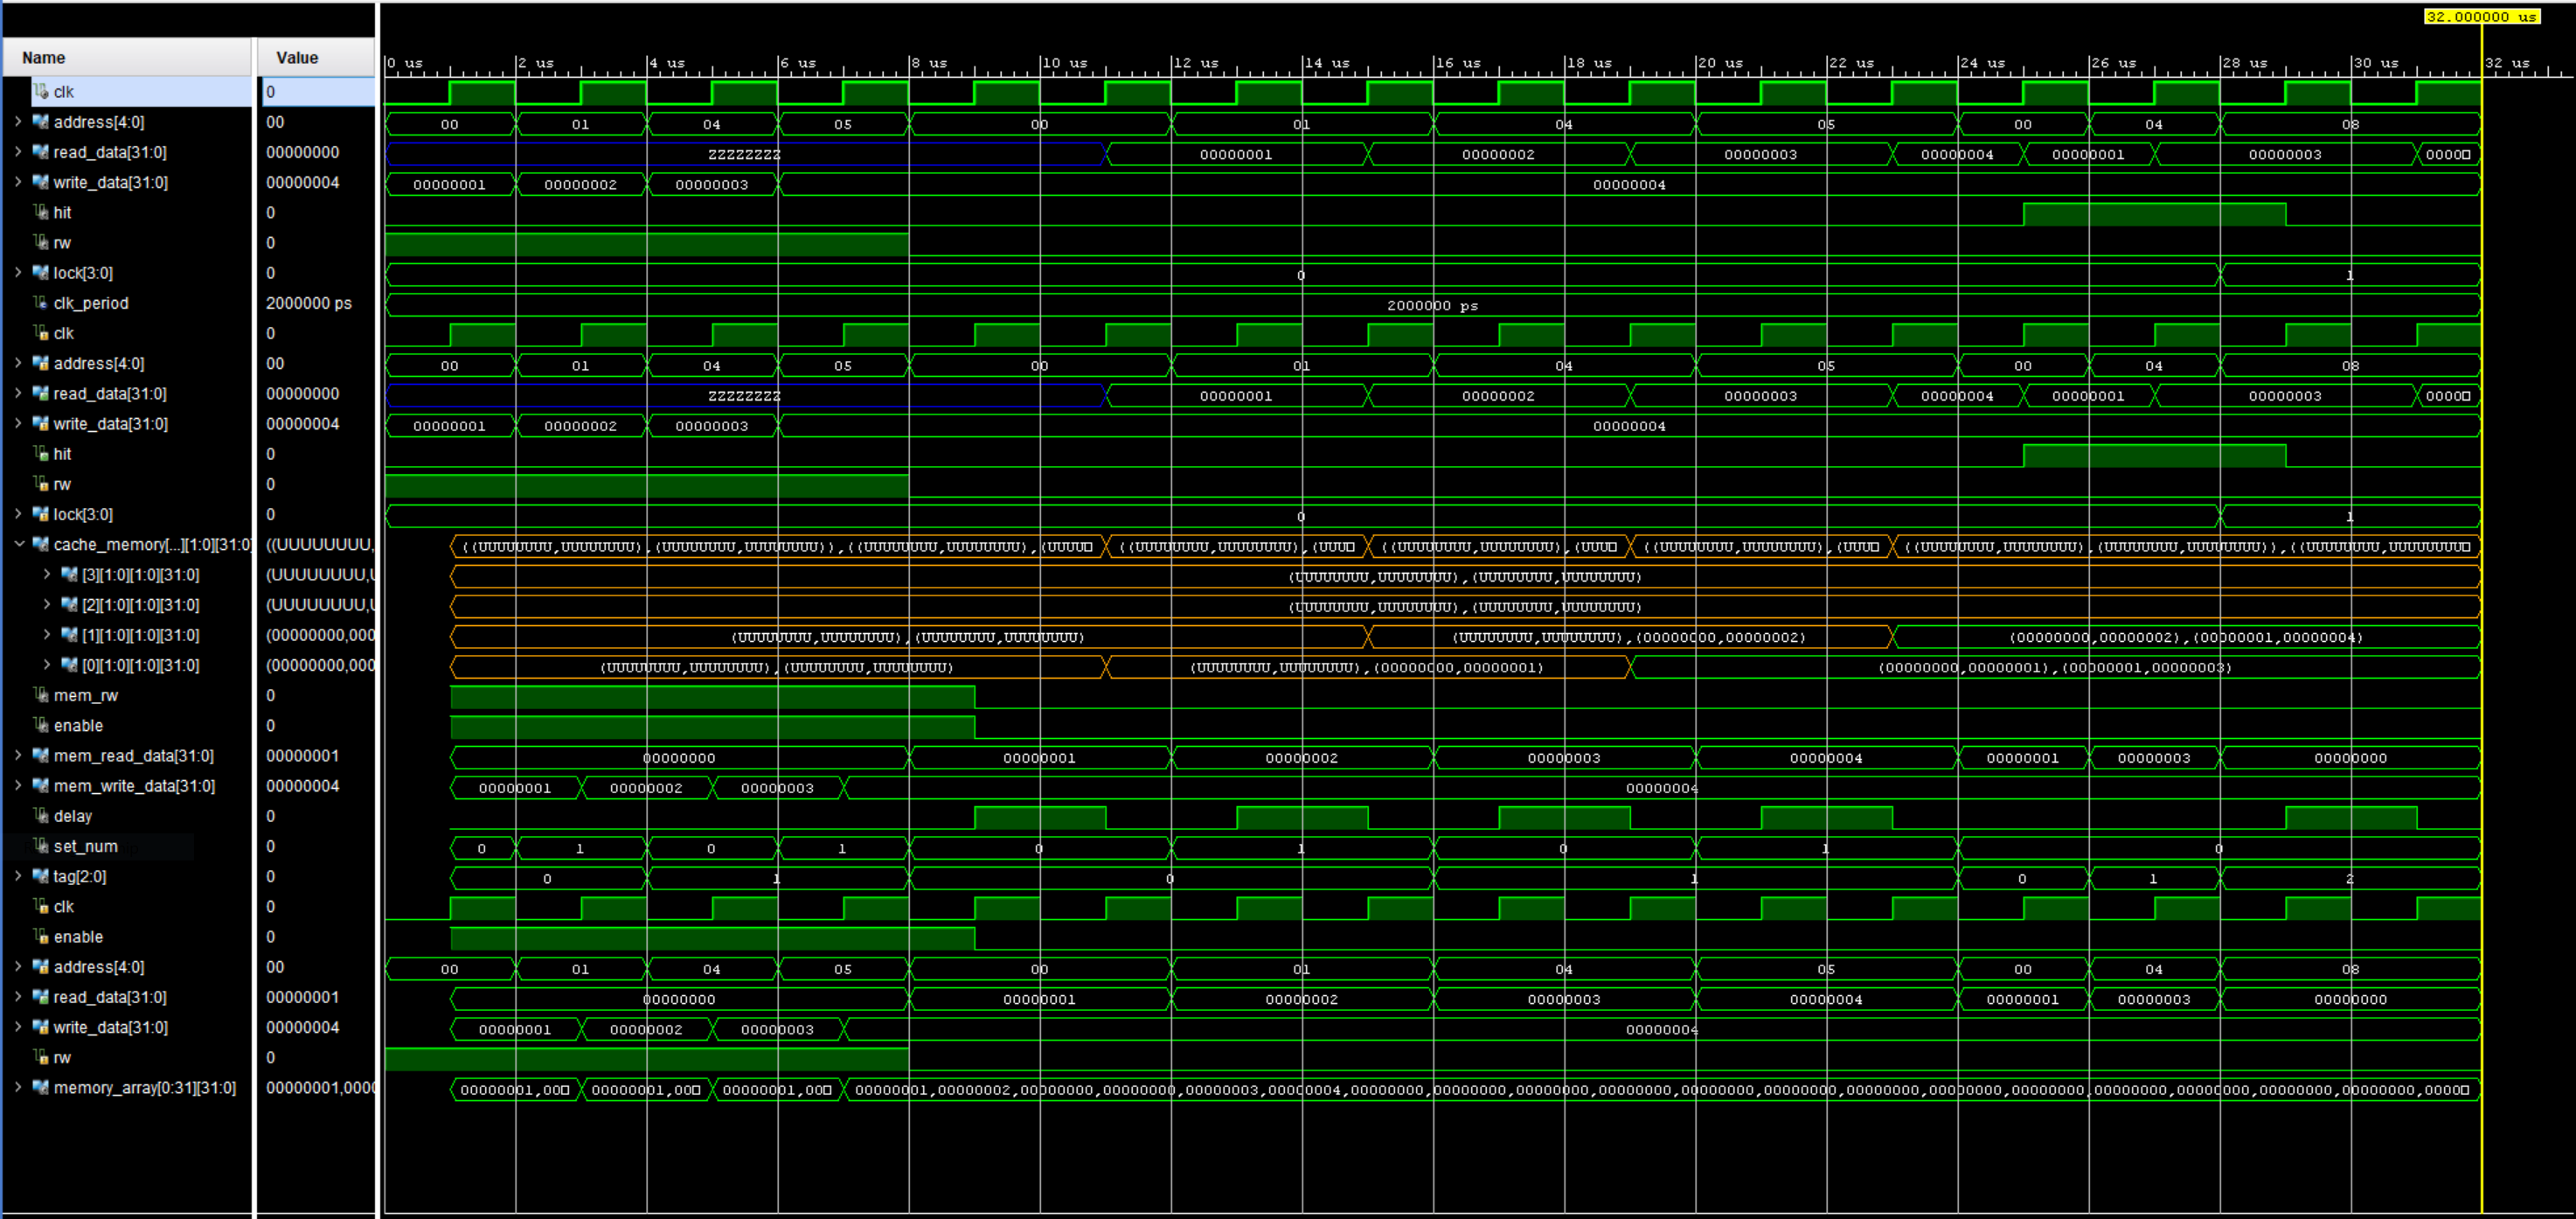 32.000000 us
Name Value 0 us 2 us 4 us 6 us 8 us 10 us 12 us 14 us 16 us 18 us 20 us 22 us 24 us 26 us 28 us 30 us 32 us
clk 0
address[4:0] 00 00 01 04 05 00 01 04 05 00 04 08
read_data[31:0] 00000000 ZZZZZZZZ 00000001 00000002 00000003 00000004 00000001 00000003 0000□
write_data[31:0] 00000004 00000001 00000002 00000003 00000004
hit 0
rw 0
lock[3:0] 0 0 1
clk_period 2000000 ps 2000000 ps
clk 0
address[4:0] 00 00 01 04 05 00 01 04 05 00 04 08
read_data[31:0] 00000000 ZZZZZZZZ 00000001 00000002 00000003 00000004 00000001 00000003 0000□
write_data[31:0] 00000004 00000001 00000002 00000003 00000004
hit 0
rw 0
lock[3:0] 0 0 1
cache_memory[...][1:0][31:0] ((UUUUUUUU, ((UUUUUUUU,UUUUUUUU),(UUUUUUUU,UUUUUUUU)),((UUUUUUUU,UUUUUUUU),(UUUU□ ((UUUUUUUU,UUUUUUUU),(UUU□ ((UUUUUUUU,UUUUUUUU),(UUU□ ((UUUUUUUU,UUUUUUUU),(UUU□ ((UUUUUUUU,UUUUUUUU),(UUUUUUUU,UUUUUUUU)),((UUUUUUUU,UUUUUUUU□
[3][1:0][1:0][31:0] (UUUUUUUU,U (UUUUUUUU,UUUUUUUU),(UUUUUUUU,UUUUUUUU)
[2][1:0][1:0][31:0] (UUUUUUUU,U (UUUUUUUU,UUUUUUUU),(UUUUUUUU,UUUUUUUU)
[1][1:0][1:0][31:0] (00000000,000 (UUUUUUUU,UUUUUUUU),(UUUUUUUU,UUUUUUUU) (UUUUUUUU,UUUUUUUU),(00000000,00000002) (00000000,00000002),(00000001,00000004)
[0][1:0][1:0][31:0] (00000000,000 (UUUUUUUU,UUUUUUUU),(UUUUUUUU,UUUUUUUU) (UUUUUUUU,UUUUUUUU),(00000000,00000001) (00000000,00000001),(00000001,00000003)
mem_rw 0
enable 0
mem_read_data[31:0] 00000001 00000000 00000001 00000002 00000003 00000004 00000001 00000003 00000000
mem_write_data[31:0] 00000004 00000001 00000002 00000003 00000004
delay 0
set_num 0 0 1 0 1 0 1 0 1 0
tag[2:0] 0 0 1 0 1 0 1 2
clk 0
enable 0
address[4:0] 00 00 01 04 05 00 01 04 05 00 04 08
read_data[31:0] 00000001 00000000 00000001 00000002 00000003 00000004 00000001 00000003 00000000
write_data[31:0] 00000004 00000001 00000002 00000003 00000004
rw 0
memory_array[0:31][31:0] 00000001,0000 00000001,00□ 00000001,00□ 00000001,00□ 00000001,00000002,00000000,00000000,00000003,00000004,00000000,00000000,00000000,00000000,00000000,00000000,00000000,00000000,00000000,00000000,00000000,00000000,00000000,0000□